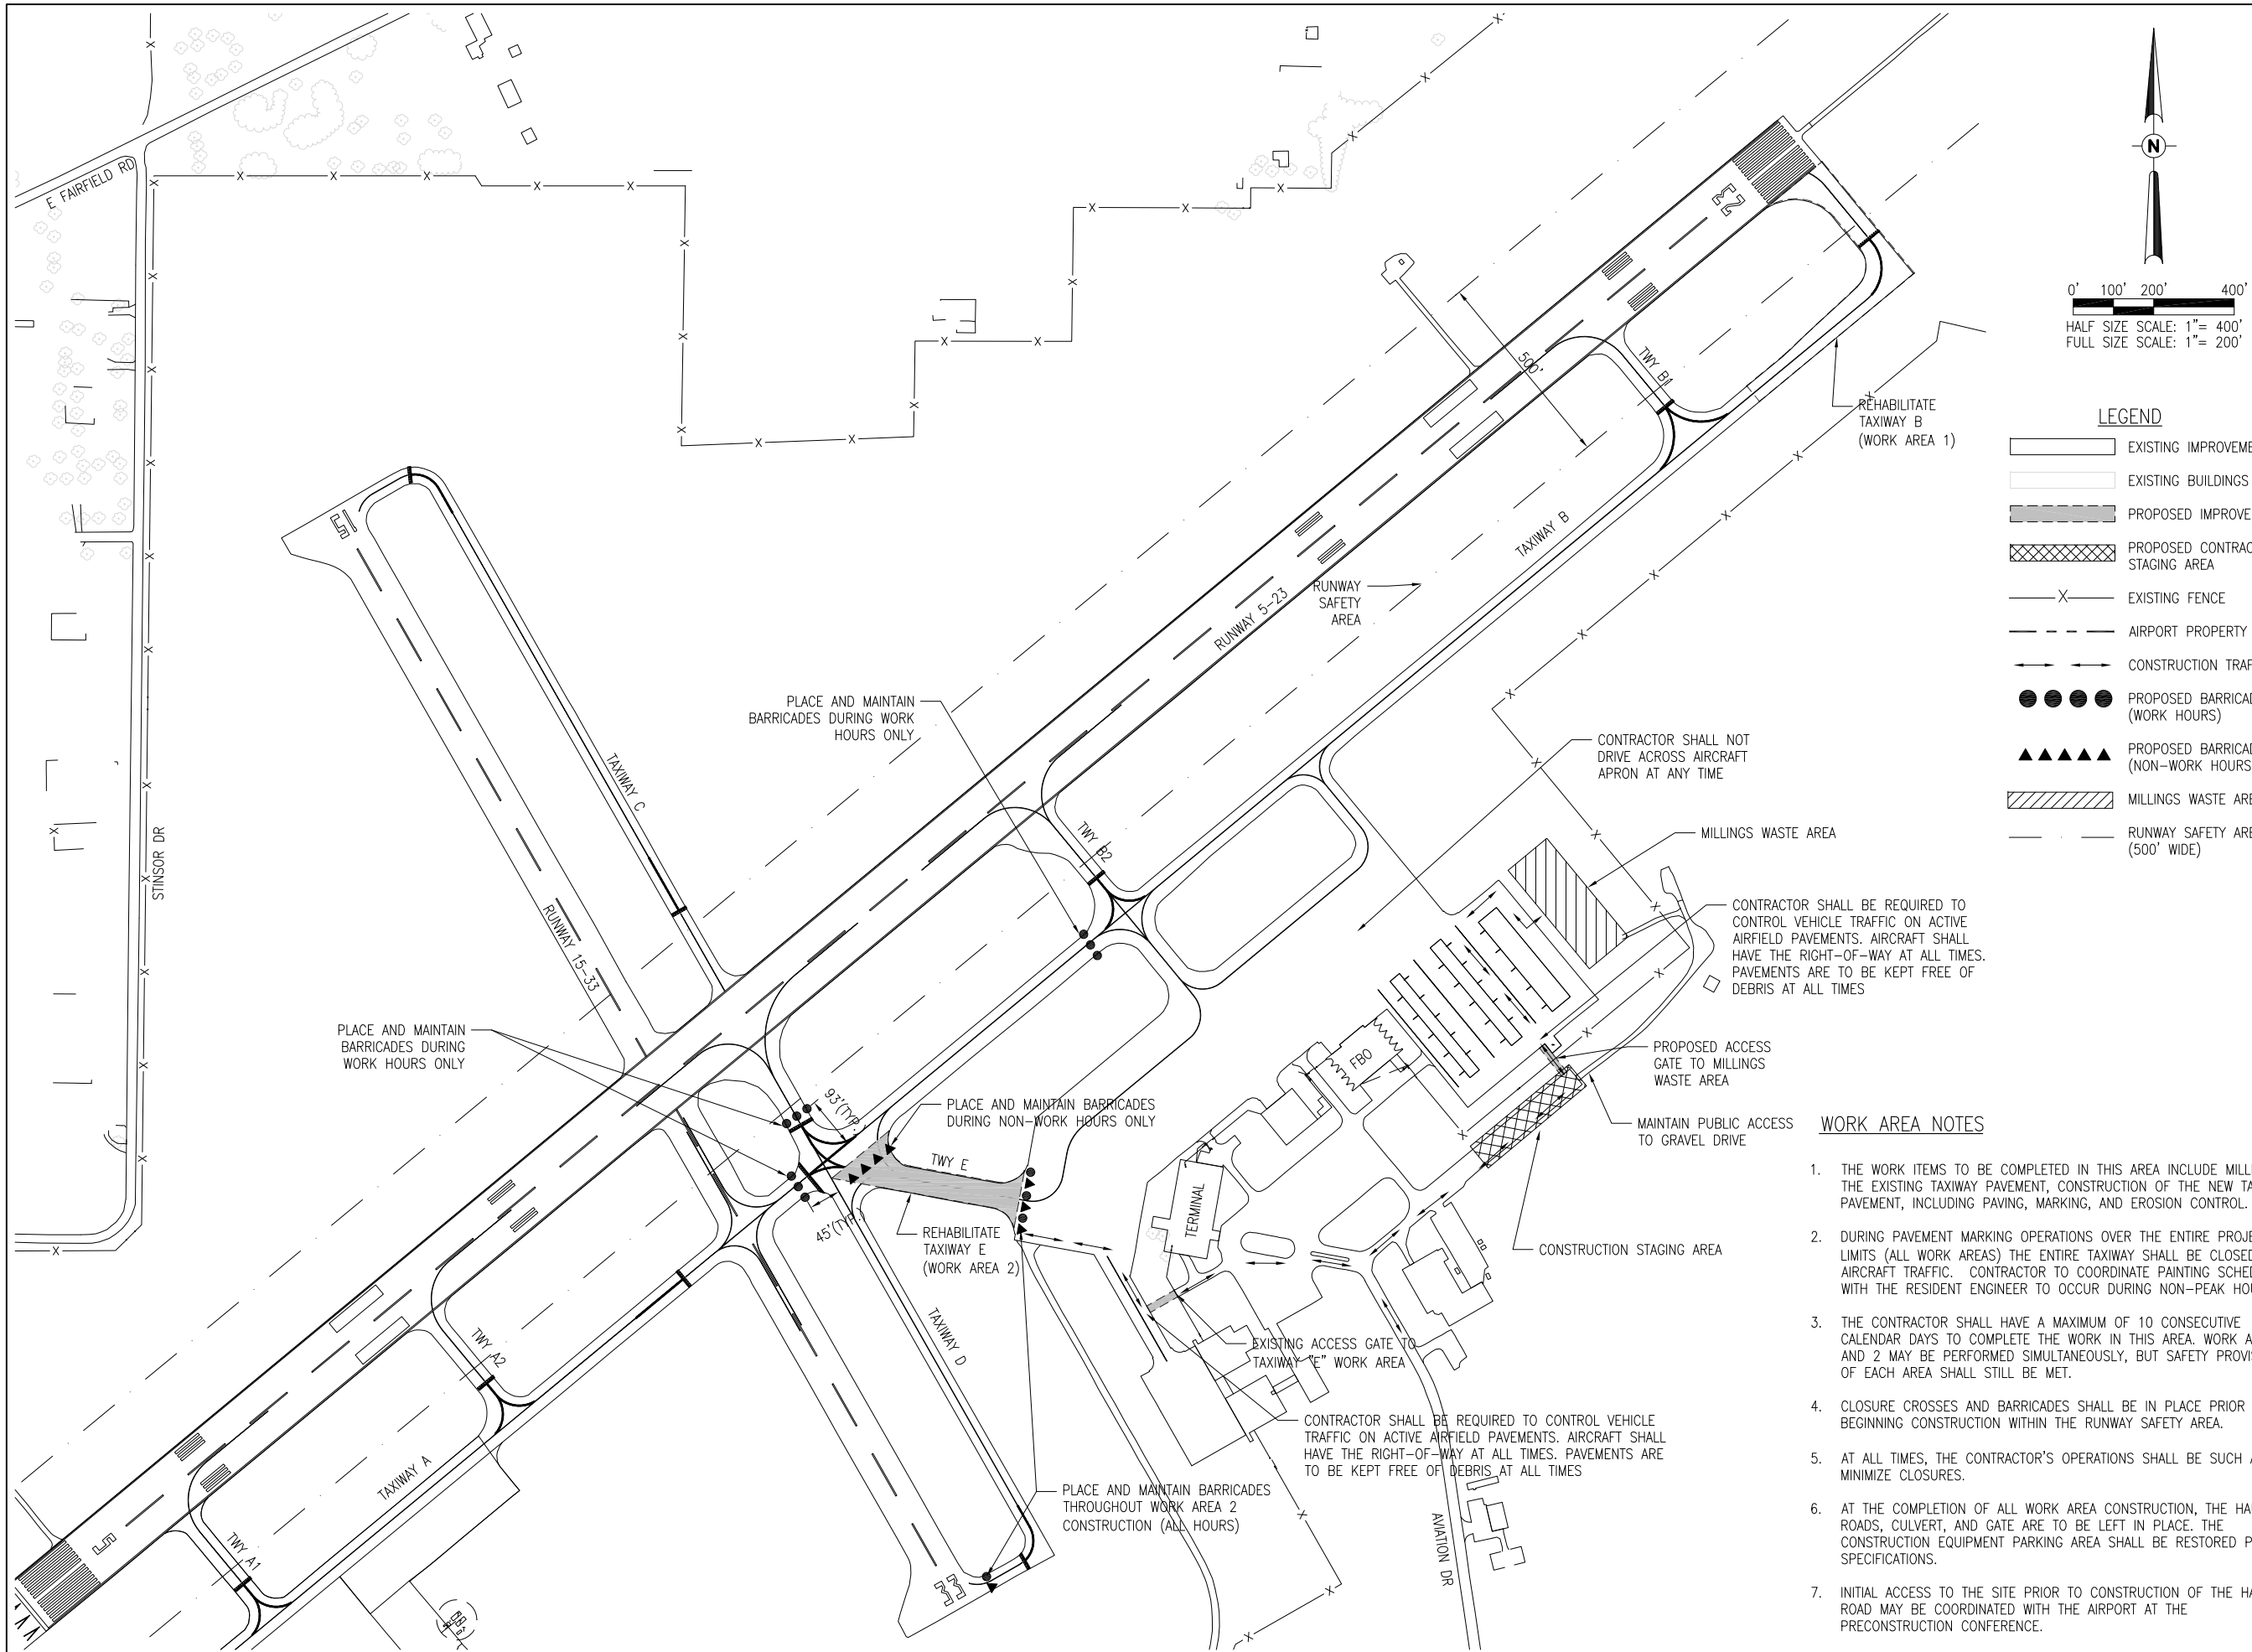 E FAIRFIELD RD
STINSOR DR
15
RUNWAY 15-33
TAXIWAY C
PLACE AND MAINTAIN
BARRICADES DURING WORK
HOURS ONLY
PLACE AND MAINTAIN
BARRICADES DURING
WORK HOURS ONLY
RUNWAY
SAFETY
AREA
RUNWAY 5-23
500'
23
TWY B1
TAXIWAY B
REHABILITATE
TAXIWAY B
(WORK AREA 1)
TWY B2
CONTRACTOR SHALL NOT
DRIVE ACROSS AIRCRAFT
APRON AT ANY TIME
MILLINGS WASTE AREA
CONTRACTOR SHALL BE REQUIRED TO
CONTROL VEHICLE TRAFFIC ON ACTIVE
AIRFIELD PAVEMENTS. AIRCRAFT SHALL
HAVE THE RIGHT-OF-WAY AT ALL TIMES.
PAVEMENTS ARE TO BE KEPT FREE OF
DEBRIS AT ALL TIMES
FBO
PROPOSED ACCESS
GATE TO MILLINGS
WASTE AREA
MAINTAIN PUBLIC ACCESS
TO GRAVEL DRIVE
93'(TYP.)
PLACE AND MAINTAIN BARRICADES
DURING NON-WORK HOURS ONLY
TWY E
45'(TYP.)
REHABILITATE
TAXIWAY E
(WORK AREA 2)
TERMINAL
CONSTRUCTION STAGING AREA
TAXIWAY D
EXISTING ACCESS GATE TO
TAXIWAY "E" WORK AREA
CONTRACTOR SHALL BE REQUIRED TO CONTROL VEHICLE
TRAFFIC ON ACTIVE AIRFIELD PAVEMENTS. AIRCRAFT SHALL
HAVE THE RIGHT-OF-WAY AT ALL TIMES. PAVEMENTS ARE
TO BE KEPT FREE OF DEBRIS AT ALL TIMES
PLACE AND MAINTAIN BARRICADES
THROUGHOUT WORK AREA 2
CONSTRUCTION (ALL HOURS)
33
AVIATION DR
TWY A2
TAXIWAY A
TWY A1
5
N
0' 100' 200' 400'
HALF SIZE SCALE: 1"= 400'
FULL SIZE SCALE: 1"= 200'
LEGEND
EXISTING IMPROVEME
EXISTING BUILDINGS
PROPOSED IMPROVE
PROPOSED CONTRAC
STAGING AREA
EXISTING FENCE
AIRPORT PROPERTY
CONSTRUCTION TRAF
PROPOSED BARRICAD
(WORK HOURS)
PROPOSED BARRICAD
(NON-WORK HOURS
MILLINGS WASTE ARE
RUNWAY SAFETY ARE
(500' WIDE)
WORK AREA NOTES
1. THE WORK ITEMS TO BE COMPLETED IN THIS AREA INCLUDE MILL
THE EXISTING TAXIWAY PAVEMENT, CONSTRUCTION OF THE NEW TA
PAVEMENT, INCLUDING PAVING, MARKING, AND EROSION CONTROL.
2. DURING PAVEMENT MARKING OPERATIONS OVER THE ENTIRE PROJE
LIMITS (ALL WORK AREAS) THE ENTIRE TAXIWAY SHALL BE CLOSED
AIRCRAFT TRAFFIC. CONTRACTOR TO COORDINATE PAINTING SCHED
WITH THE RESIDENT ENGINEER TO OCCUR DURING NON-PEAK HOU
3. THE CONTRACTOR SHALL HAVE A MAXIMUM OF 10 CONSECUTIVE
CALENDAR DAYS TO COMPLETE THE WORK IN THIS AREA. WORK A
AND 2 MAY BE PERFORMED SIMULTANEOUSLY, BUT SAFETY PROVI
OF EACH AREA SHALL STILL BE MET.
4. CLOSURE CROSSES AND BARRICADES SHALL BE IN PLACE PRIOR
BEGINNING CONSTRUCTION WITHIN THE RUNWAY SAFETY AREA.
5. AT ALL TIMES, THE CONTRACTOR'S OPERATIONS SHALL BE SUCH A
MINIMIZE CLOSURES.
6. AT THE COMPLETION OF ALL WORK AREA CONSTRUCTION, THE HA
ROADS, CULVERT, AND GATE ARE TO BE LEFT IN PLACE. THE
CONSTRUCTION EQUIPMENT PARKING AREA SHALL BE RESTORED P
SPECIFICATIONS.
7. INITIAL ACCESS TO THE SITE PRIOR TO CONSTRUCTION OF THE HA
ROAD MAY BE COORDINATED WITH THE AIRPORT AT THE
PRECONSTRUCTION CONFERENCE.